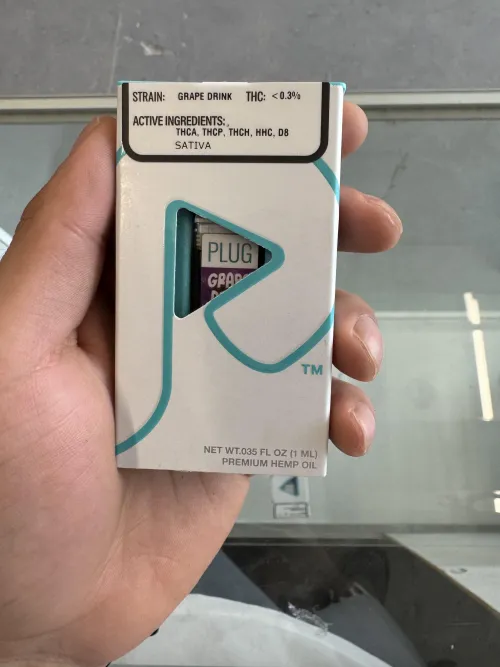 STRAIN: GRAPE DRINK THC: <0.3%
ACTIVE INGREDIENTS:
THCA, THCP, THCH, HHC, D8
SATIVA
PLUG
GRAPE
TM
NET WT.035 FL OZ (1 ML)
PREMIUM HEMP OIL